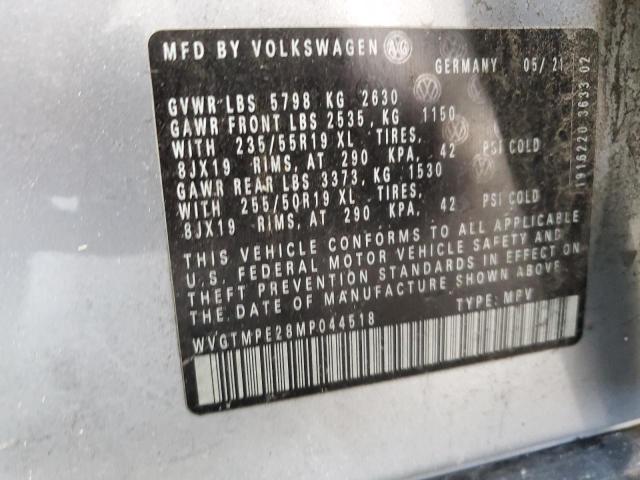 MFD BY VOLKSWAGEN AG
GERMANY 05/21
GVWR LBS 5798 KG 2630
GAWR FRONT LBS 2535, KG 1150
WITH 235/55R19 XL TIRES,
8JX19 RIMS, AT 290 KPA, 42 PSI COLD
GAWR REAR LBS 3373, KG 1530
WITH 255/50R19 XL TIRES,
8JX19 RIMS, AT 290 KPA, 42 PSI COLD
THIS VEHICLE CONFORMS TO ALL APPLICABLE
U.S. FEDERAL MOTOR VEHICLE SAFETY AND
THEFT PREVENTION STANDARDS IN EFFECT ON
DATE OF MANUFACTURE SHOWN ABOVE.
TYPE: MPV
WVGTMPE28MP044518
1916220 3633 02